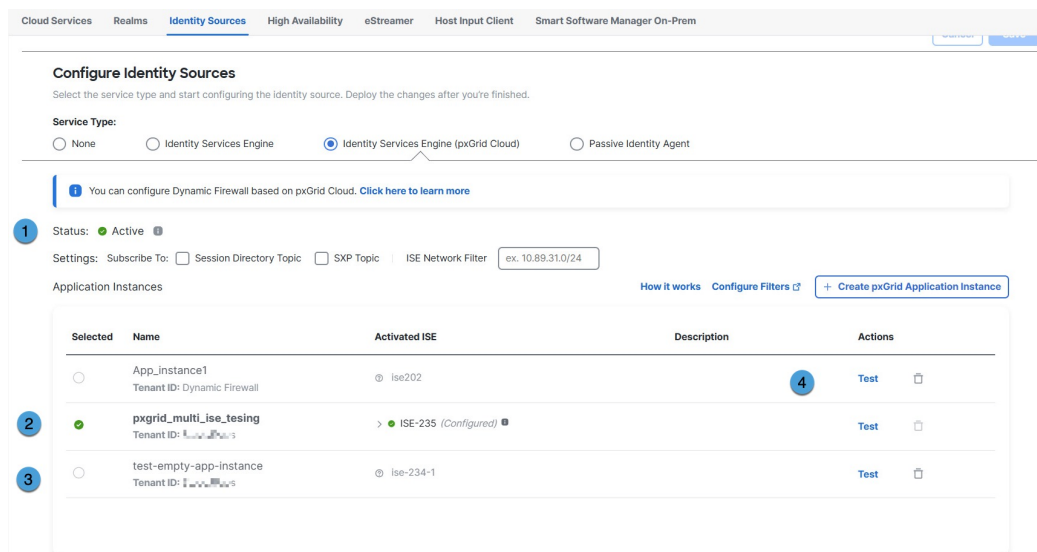 Cloud Services Realms Identity Sources High Availability eStreamer Host Input Client Smart Software Manager On-Prem
Configure Identity Sources
Select the service type and start configuring the identity source. Deploy the changes after you're finished.
Service Type:
None Identity Services Engine Identity Services Engine (pxGrid Cloud) Passive Identity Agent
You can configure Dynamic Firewall based on pxGrid Cloud. Click here to learn more
1 Status: Active
Settings: Subscribe To: Session Directory Topic SXP Topic ISE Network Filter ex. 10.89.31.0/24
Application Instances How it works Configure Filters + Create pxGrid Application Instance
Selected Name Activated ISE Description Actions
App_instance1
Tenant ID: Dynamic Firewall
ise202
4 Test
2 pxgrid_multi_ise_tesing
Tenant ID:
ISE-235 (Configured)
Test
3 test-empty-app-instance
Tenant ID:
ise-234-1
Test